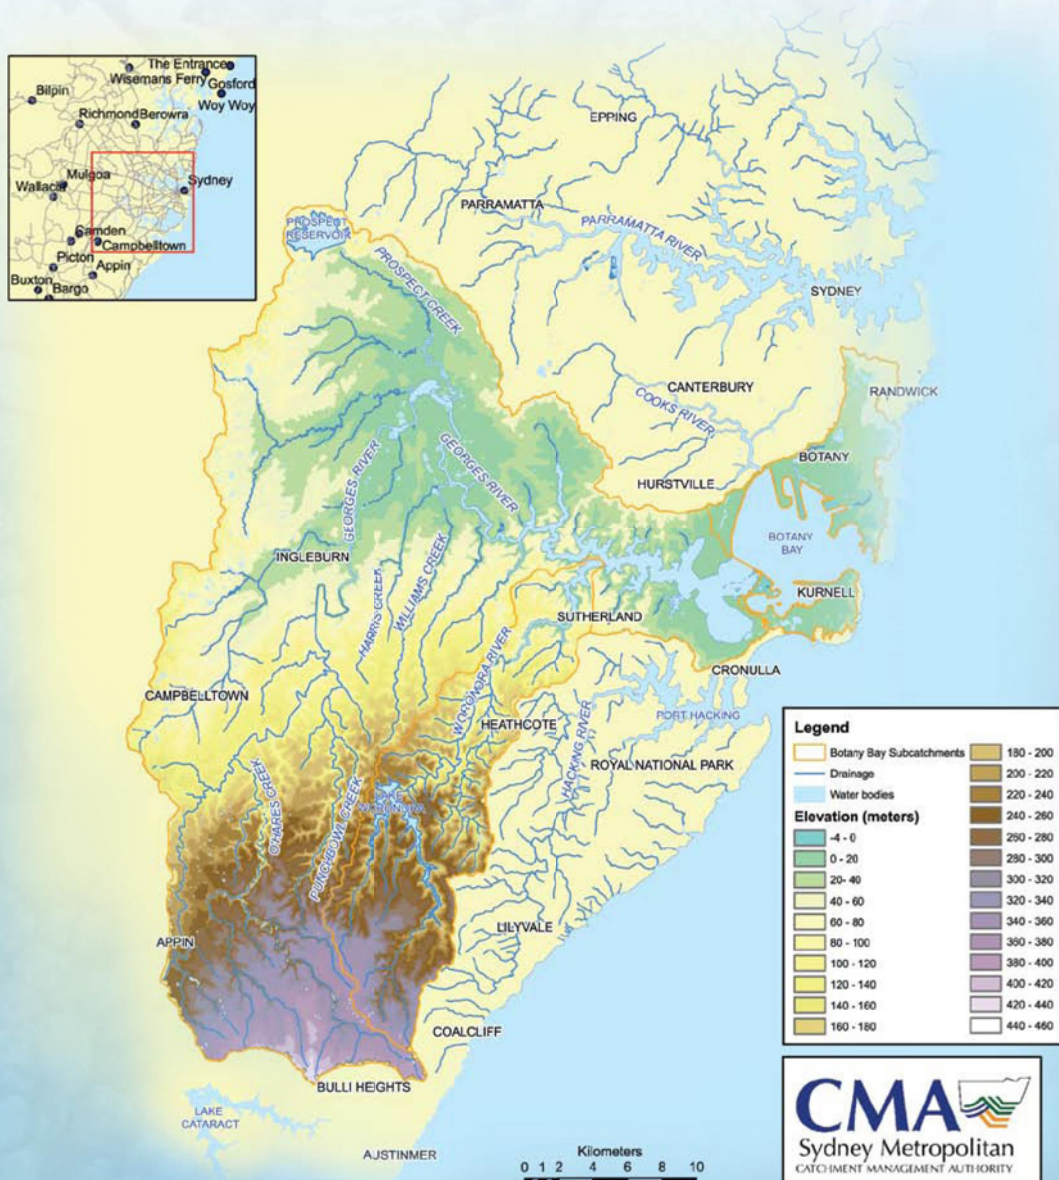 The Entrance
Wisemans Ferry
Gosford
Bilpin
Woy Woy
Richmond
Berowra
Mulgoa
Wallacia
Sydney
Camden
Campbelltown
Picton
Appin
Buxton
Bargo
EPPING
PARRAMATTA
PROSPECT
RESERVOIR
PARRAMATTA RIVER
PROSPECT CREEK
SYDNEY
CANTERBURY
RANDWICK
COOKS RIVER
GEORGES RIVER
GEORGES RIVER
BOTANY
HURSTVILLE
BOTANY
BAY
INGLEBURN
HARRIS CREEK
WILLIAMS CREEK
KURNELL
SUTHERLAND
WORONORA RIVER
CRONULLA
CAMPBELLTOWN
HEATHCOTE
PORT HACKING
HACKING RIVER
ROYAL NATIONAL PARK
O'HARES CREEK
PUNCHBOWL CREEK
LAKE
WORONORA
LILYVALE
APPIN
COALCLIFF
BULLI HEIGHTS
LAKE
CATARACT
AUSTINMER
Kilometers
0 1 2 4 6 8 10
Legend
Botany Bay Subcatchments
Drainage
Water bodies
Elevation (meters)
-4 - 0
0 - 20
20- 40
40 - 60
60 - 80
80 - 100
100 - 120
120 - 140
140 - 160
160 - 180
180 - 200
200 - 220
220 - 240
240 - 260
260 - 280
280 - 300
300 - 320
320 - 340
340 - 360
360 - 380
380 - 400
400 - 420
420 - 440
440 - 460
CMA
Sydney Metropolitan
CATCHMENT MANAGEMENT AUTHORITY